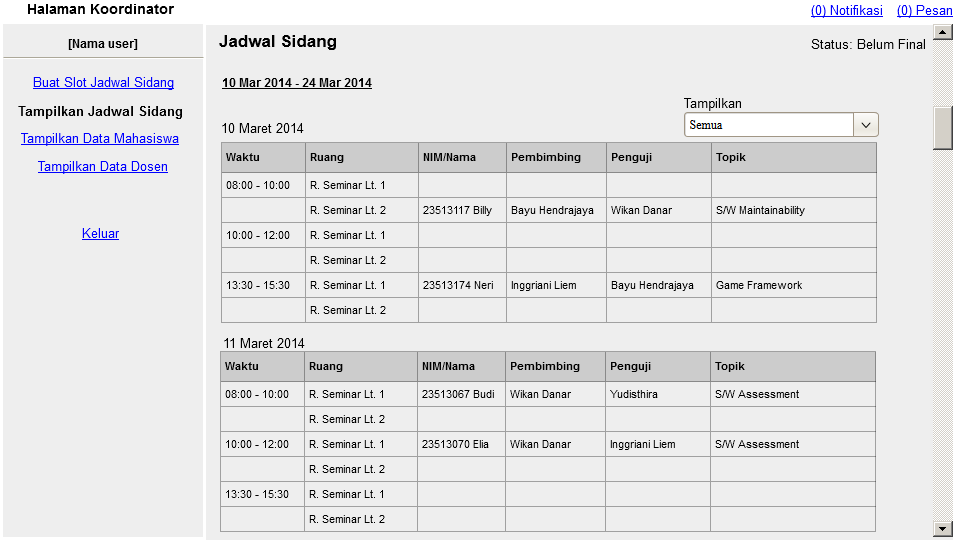 Halaman Koordinator
(0) Notifikasi (0) Pesan
[Nama user]
Buat Slot Jadwal Sidang
Tampilkan Jadwal Sidang
Tampilkan Data Mahasiswa
Tampilkan Data Dosen
Keluar
Jadwal Sidang
Status: Belum Final
10 Mar 2014 - 24 Mar 2014
Tampilkan
Semua
10 Maret 2014
Waktu Ruang NIM/Nama Pembimbing Penguji Topik
08:00 - 10:00 R. Seminar Lt. 1
R. Seminar Lt. 2 23513117 Billy Bayu Hendrajaya Wikan Danar S/W Maintainability
10:00 - 12:00 R. Seminar Lt. 1
R. Seminar Lt. 2
13:30 - 15:30 R. Seminar Lt. 1 23513174 Neri Inggriani Liem Bayu Hendrajaya Game Framework
R. Seminar Lt. 2
11 Maret 2014
Waktu Ruang NIM/Nama Pembimbing Penguji Topik
08:00 - 10:00 R. Seminar Lt. 1 23513067 Budi Wikan Danar Yudisthira S/W Assessment
R. Seminar Lt. 2
10:00 - 12:00 R. Seminar Lt. 1 23513070 Elia Wikan Danar Inggriani Liem S/W Assessment
R. Seminar Lt. 2
13:30 - 15:30 R. Seminar Lt. 1
R. Seminar Lt. 2